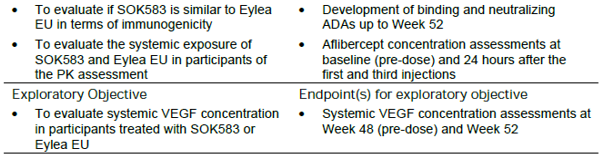 • To evaluate if SOK583 is similar to Eylea
EU in terms of immunogenicity
• To evaluate the systemic exposure of
SOK583 and Eylea EU in participants of
the PK assessment
• Development of binding and neutralizing
ADAs up to Week 52
• Aflibercept concentration assessments at
baseline (pre-dose) and 24 hours after the
first and third injections
Exploratory Objective
Endpoint(s) for exploratory objective
• To evaluate systemic VEGF concentration
in participants treated with SOK583 or
Eylea EU
• Systemic VEGF concentration assessments at
Week 48 (pre-dose) and Week 52